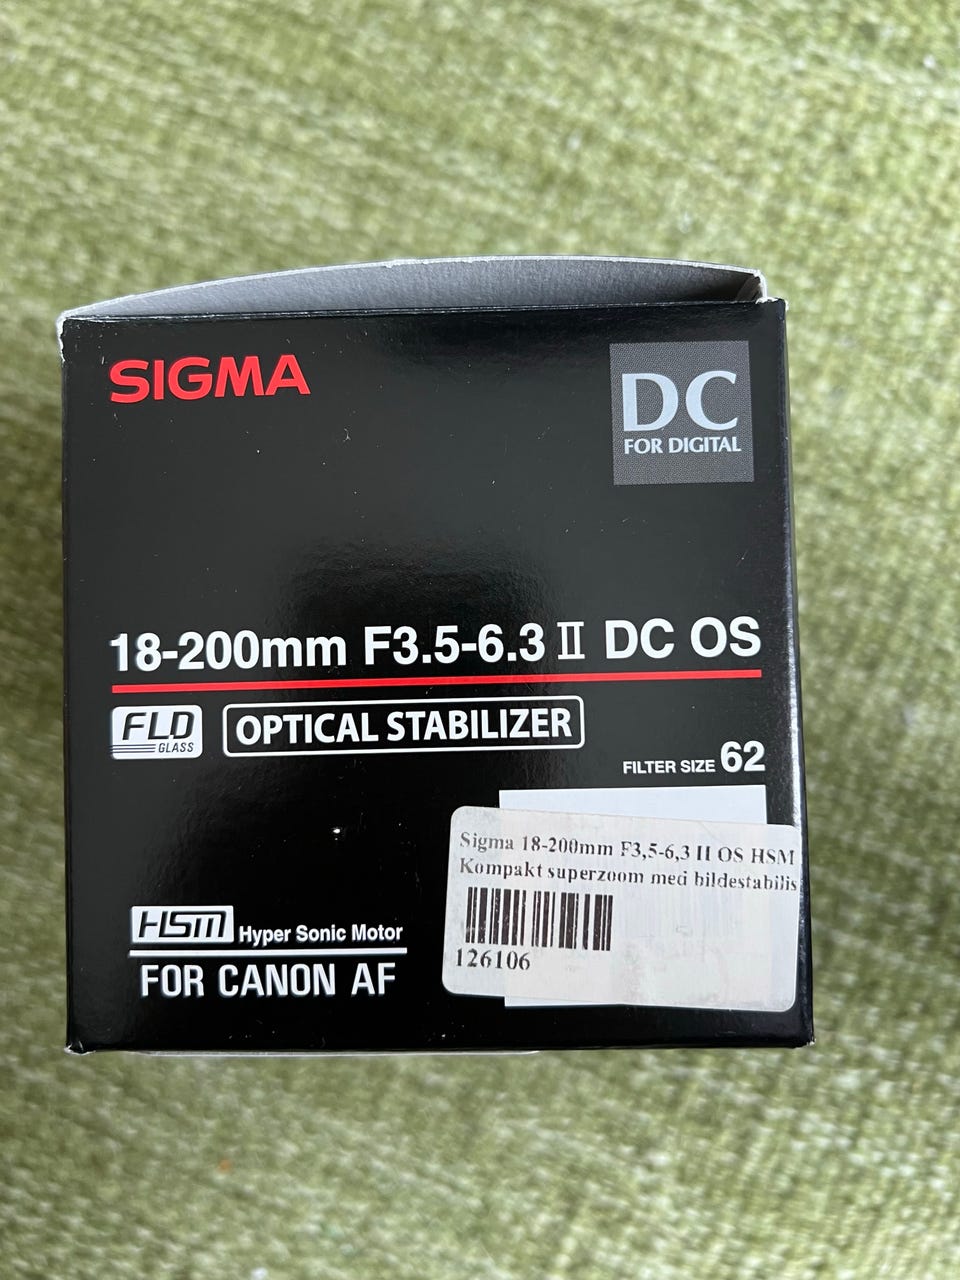 SIGMA
DC
FOR DIGITAL
18-200mm F3.5-6.3 II DC OS
FLD
GLASS
OPTICAL STABILIZER
FILTER SIZE 62
Sigma 18-200mm F3,5-6,3 II OS HSM
Kompakt superzoom med bildestabilis
126106
HSM Hyper Sonic Motor
FOR CANON AF